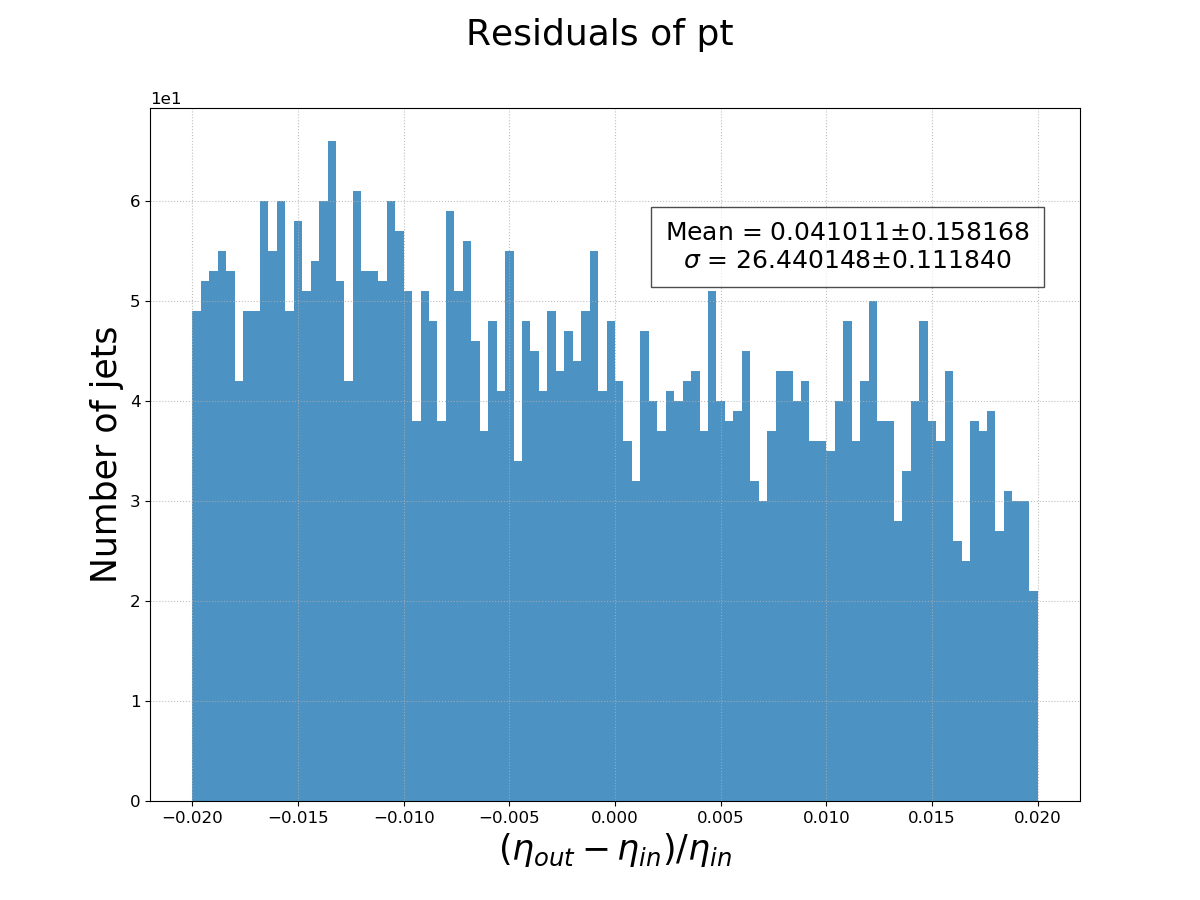 Residuals of pt
1e1
6
5
4
3
2
1
0
Number of jets
Mean = 0.041011±0.158168
σ = 26.440148±0.111840
−0.020 −0.015 −0.010 −0.005 0.000 0.005 0.010 0.015 0.020
(η_out − η_in)/η_in